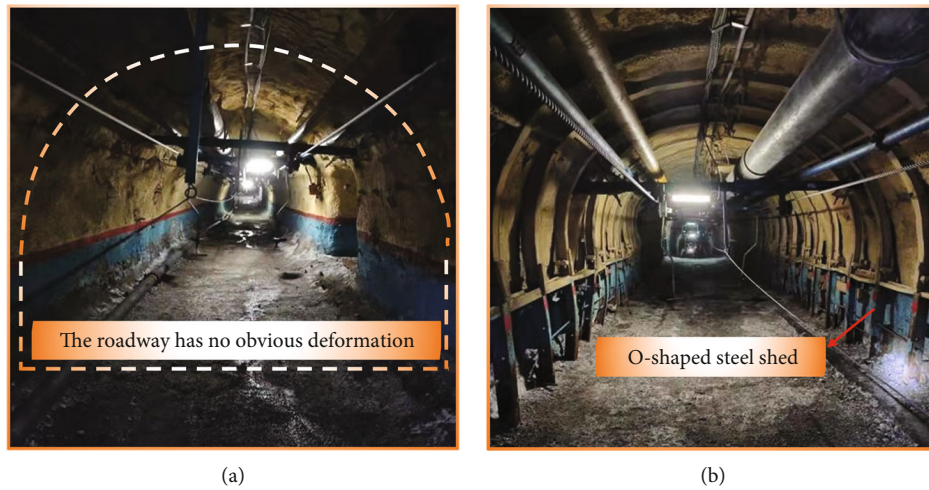 The roadway has no obvious deformation
O-shaped steel shed
(a)
(b)